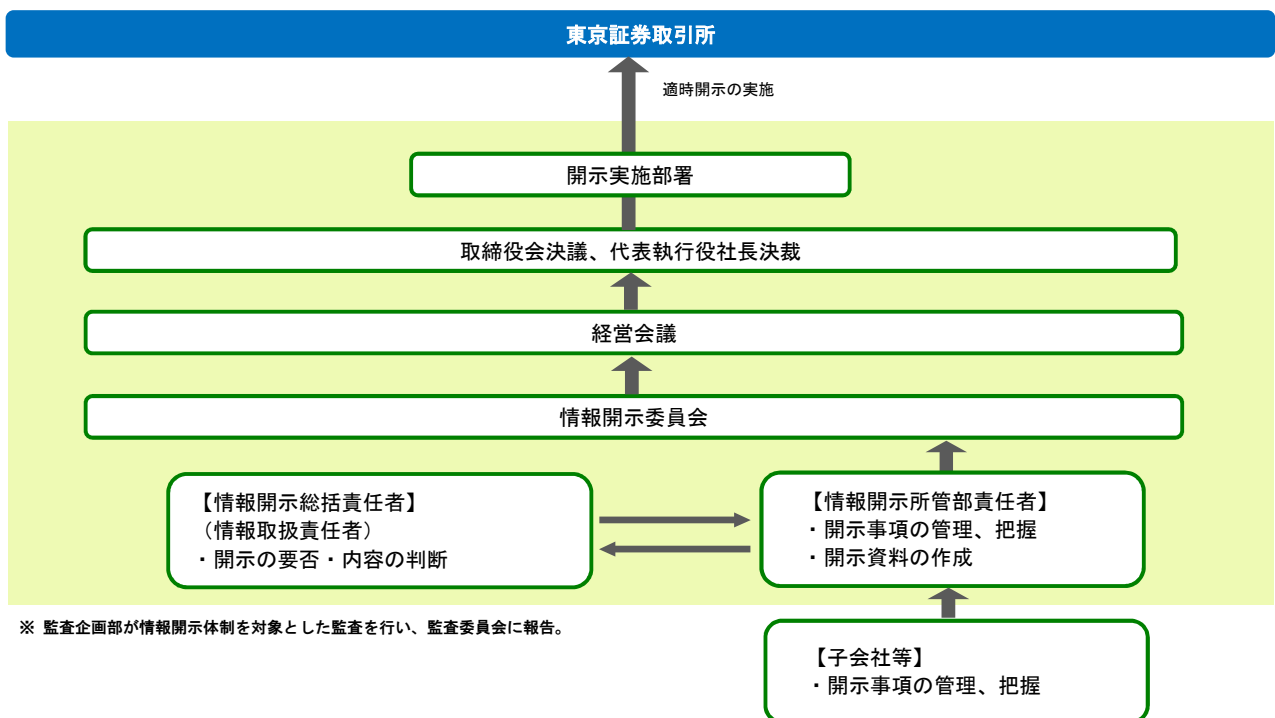 東京証券取引所
適時開示の実施
開示実施部署
取締役会決議、代表執行役社長決裁
経営会議
情報開示委員会
【情報開示総括責任者】
（情報取扱責任者）
・開示の要否・内容の判断
【情報開示所管部責任者】
・開示事項の管理、把握
・開示資料の作成
※ 監査企画部が情報開示体制を対象とした監査を行い、監査委員会に報告。
【子会社等】
・開示事項の管理、把握